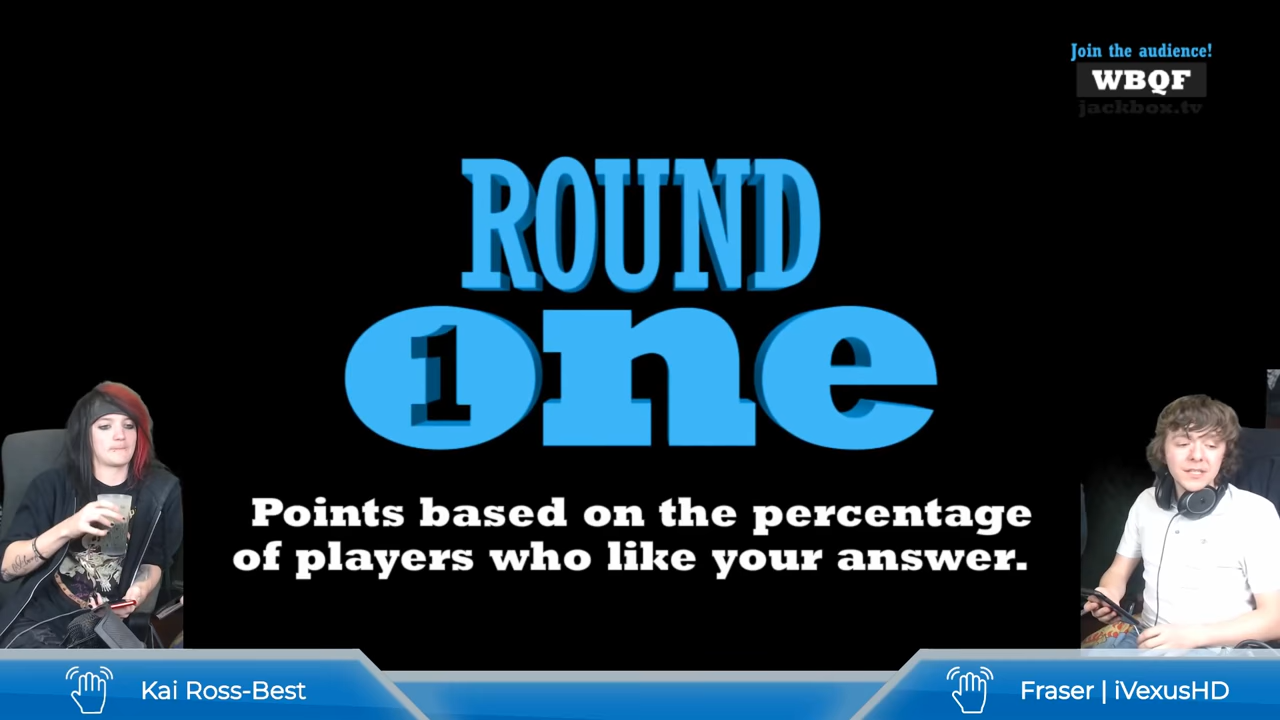 Join the audience!
WBQF
jackbox.tv
ROUND
One
1
Points based on the percentage
of players who like your answer.
Kai Ross-Best
Fraser | iVexusHD